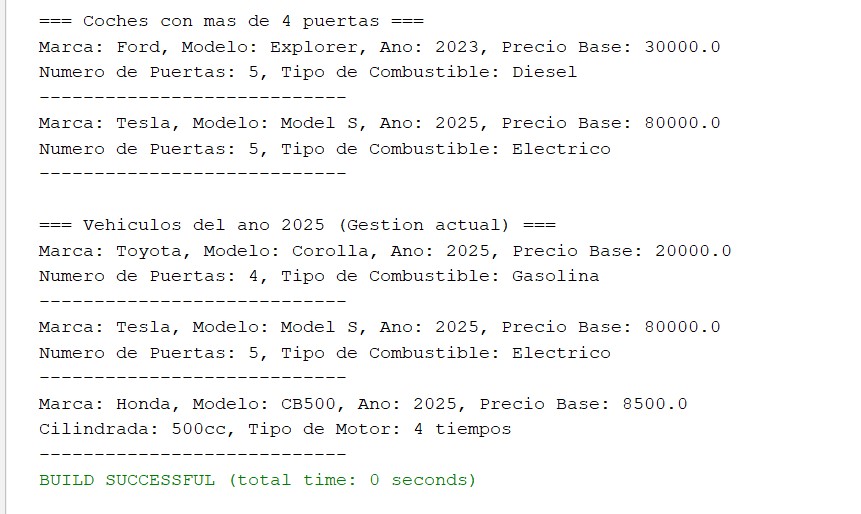 === Coches con mas de 4 puertas ===
Marca: Ford, Modelo: Explorer, Ano: 2023, Precio Base: 30000.0
Numero de Puertas: 5, Tipo de Combustible: Diesel
----------------------------
Marca: Tesla, Modelo: Model S, Ano: 2025, Precio Base: 80000.0
Numero de Puertas: 5, Tipo de Combustible: Electrico
----------------------------
=== Vehiculos del ano 2025 (Gestion actual) ===
Marca: Toyota, Modelo: Corolla, Ano: 2025, Precio Base: 20000.0
Numero de Puertas: 4, Tipo de Combustible: Gasolina
----------------------------
Marca: Tesla, Modelo: Model S, Ano: 2025, Precio Base: 80000.0
Numero de Puertas: 5, Tipo de Combustible: Electrico
----------------------------
Marca: Honda, Modelo: CB500, Ano: 2025, Precio Base: 8500.0
Cilindrada: 500cc, Tipo de Motor: 4 tiempos
----------------------------
BUILD SUCCESSFUL (total time: 0 seconds)